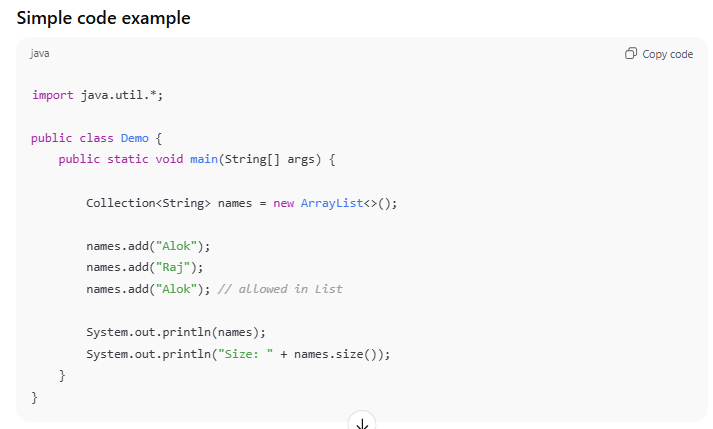 Simple code example
java
Copy code
import java.util.*;
public class Demo {
    public static void main(String[] args) {
        Collection<String> names = new ArrayList<>();
        names.add("Alok");
        names.add("Raj");
        names.add("Alok"); // allowed in List
        System.out.println(names);
        System.out.println("Size: " + names.size());
    }
}